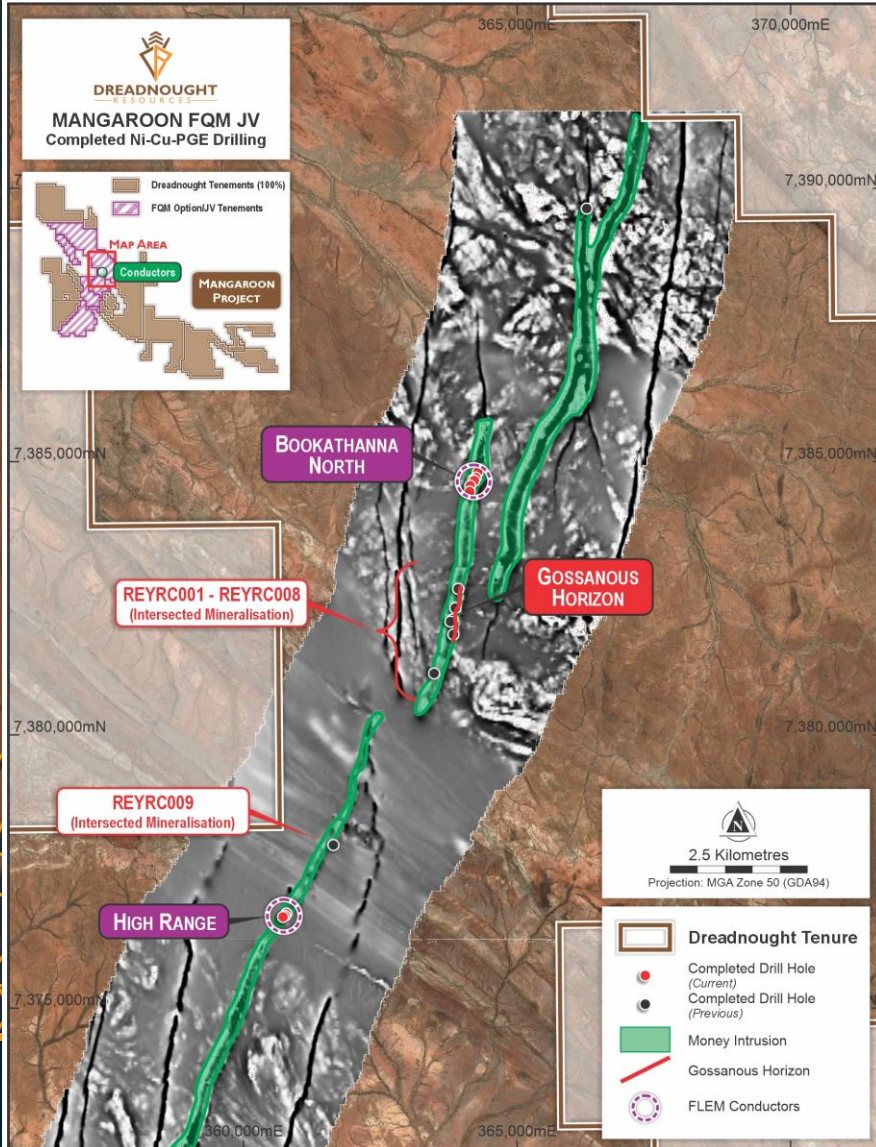 365,000mE
370,000mE
DREADNOUGHT
RESOURCES
MANGAROON FQM JV
Completed Ni-Cu-PGE Drilling
Dreadnought Tenements (100%)
FQM Option/JV Tenements
MAP AREA
Conductors
MANGAROON
PROJECT
7,390,000mN
7,385,000mN
7,385,000mN
BOOKATHANNA
NORTH
REYRC001 - REYRC008
(Intersected Mineralisation)
GOSSANOUS
HORIZON
7,380,000mN
7,380,000mN
REYRC009
(Intersected Mineralisation)
HIGH RANGE
7,375,000mN
N
2.5 Kilometres
Projection: MGA Zone 50 (GDA94)
Dreadnought Tenure
Completed Drill Hole
(Current)
Completed Drill Hole
(Previous)
Money Intrusion
Gossanous Horizon
FLEM Conductors
360,000mE
365,000mE